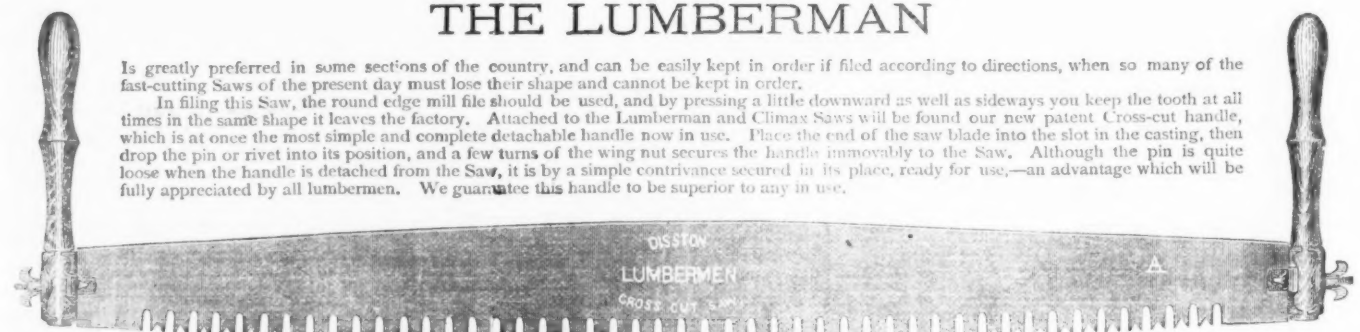 THE LUMBERMAN
Is greatly preferred in some sections of the country, and can be easily kept in order if filed according to directions, when so many of the
fast-cutting Saws of the present day must lose their shape and cannot be kept in order.
In filing this Saw, the round edge mill file should be used, and by pressing a little downward as well as sideways you keep the tooth at all
times in the same shape it leaves the factory. Attached to the Lumberman and Climax Saws will be found our new patent Cross-cut handle,
which is at once the most simple and complete detachable handle now in use. Place the end of the saw blade into the slot in the casting, then
drop the pin or rivet into its position, and a few turns of the wing nut secures the handle immovably to the Saw. Although the pin is quite
loose when the handle is detached from the Saw, it is by a simple contrivance secured in its place, ready for use,—an advantage which will be
fully appreciated by all lumbermen. We guarantee this handle to be superior to any in use.
DISSTON
LUMBERMEN
A
CROSS CUT SAW